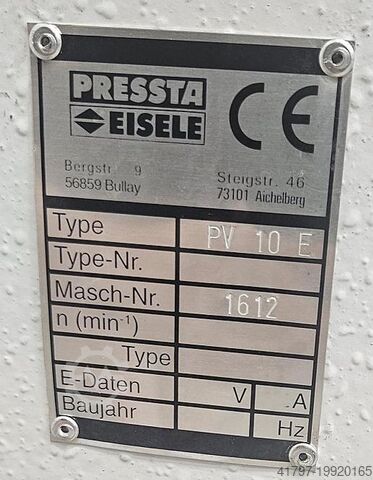 PRESSTA
EISELE
CE
Bergstr. 9
56859 Bullay
Steigstr. 46
73101 Aichelberg
Type PV 10 E
Type-Nr.
Masch-Nr. 1612
n (min-1)
Type
E-Daten V A
Baujahr Hz
41797-19920165